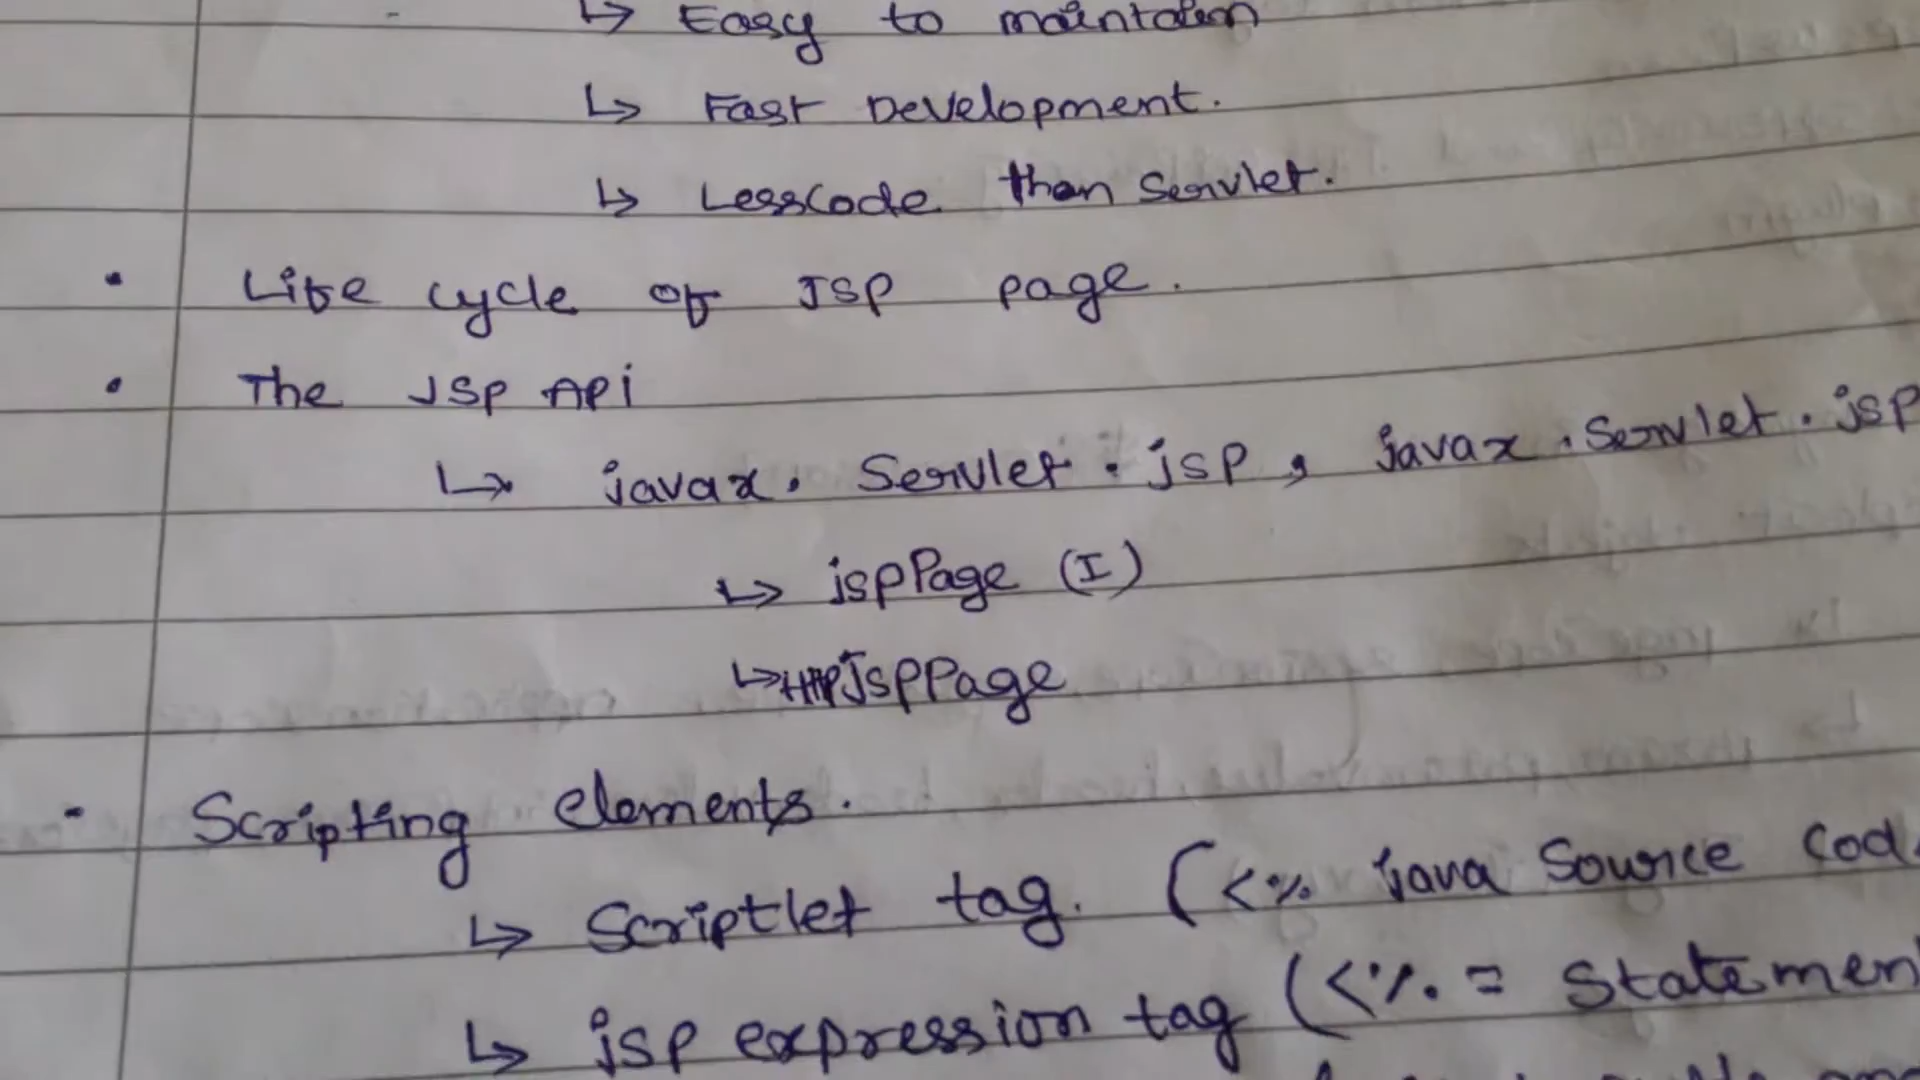 ↳ Easy to maintain
↳ Fast Development.
↳ LessCode than Servlet.
• Life cycle of JSP page.
• The JSP API
↳ javax. Servlet. jsp, javax. Servlet. jsp
↳ jspPage (I)
↳ HttpJspPage
• Scripting elements.
↳ Scriptlet tag. (<% java Source Cod
↳ jsp expression tag (<% = Statemen